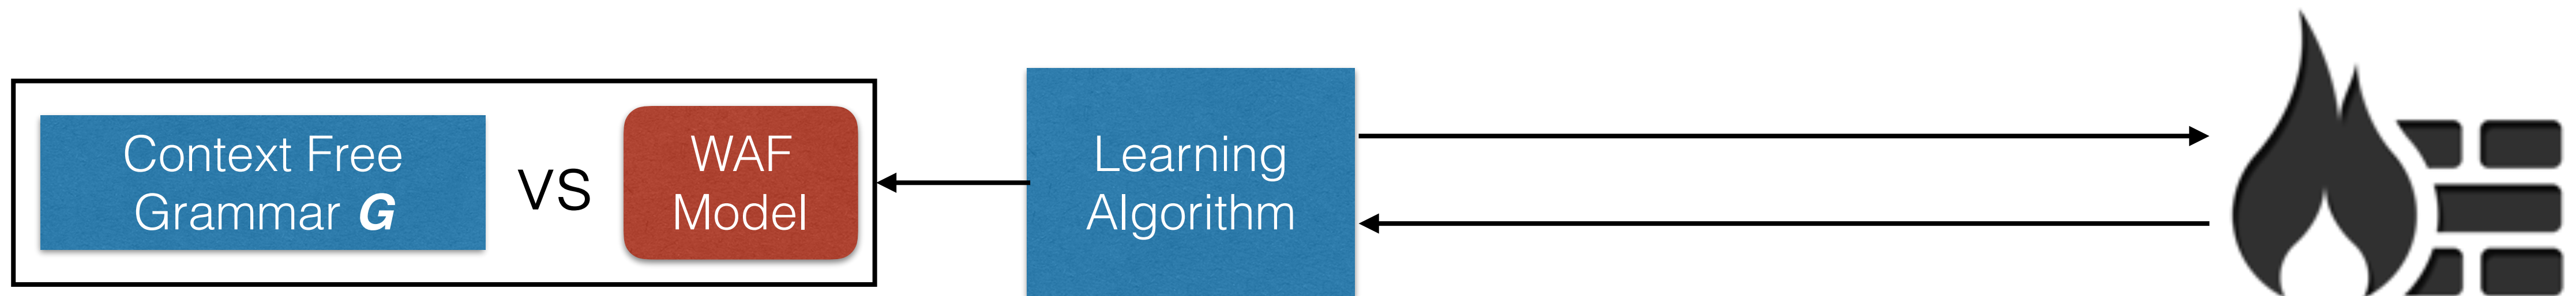 Context Free
Grammar G
VS
WAF
Model
Learning
Algorithm